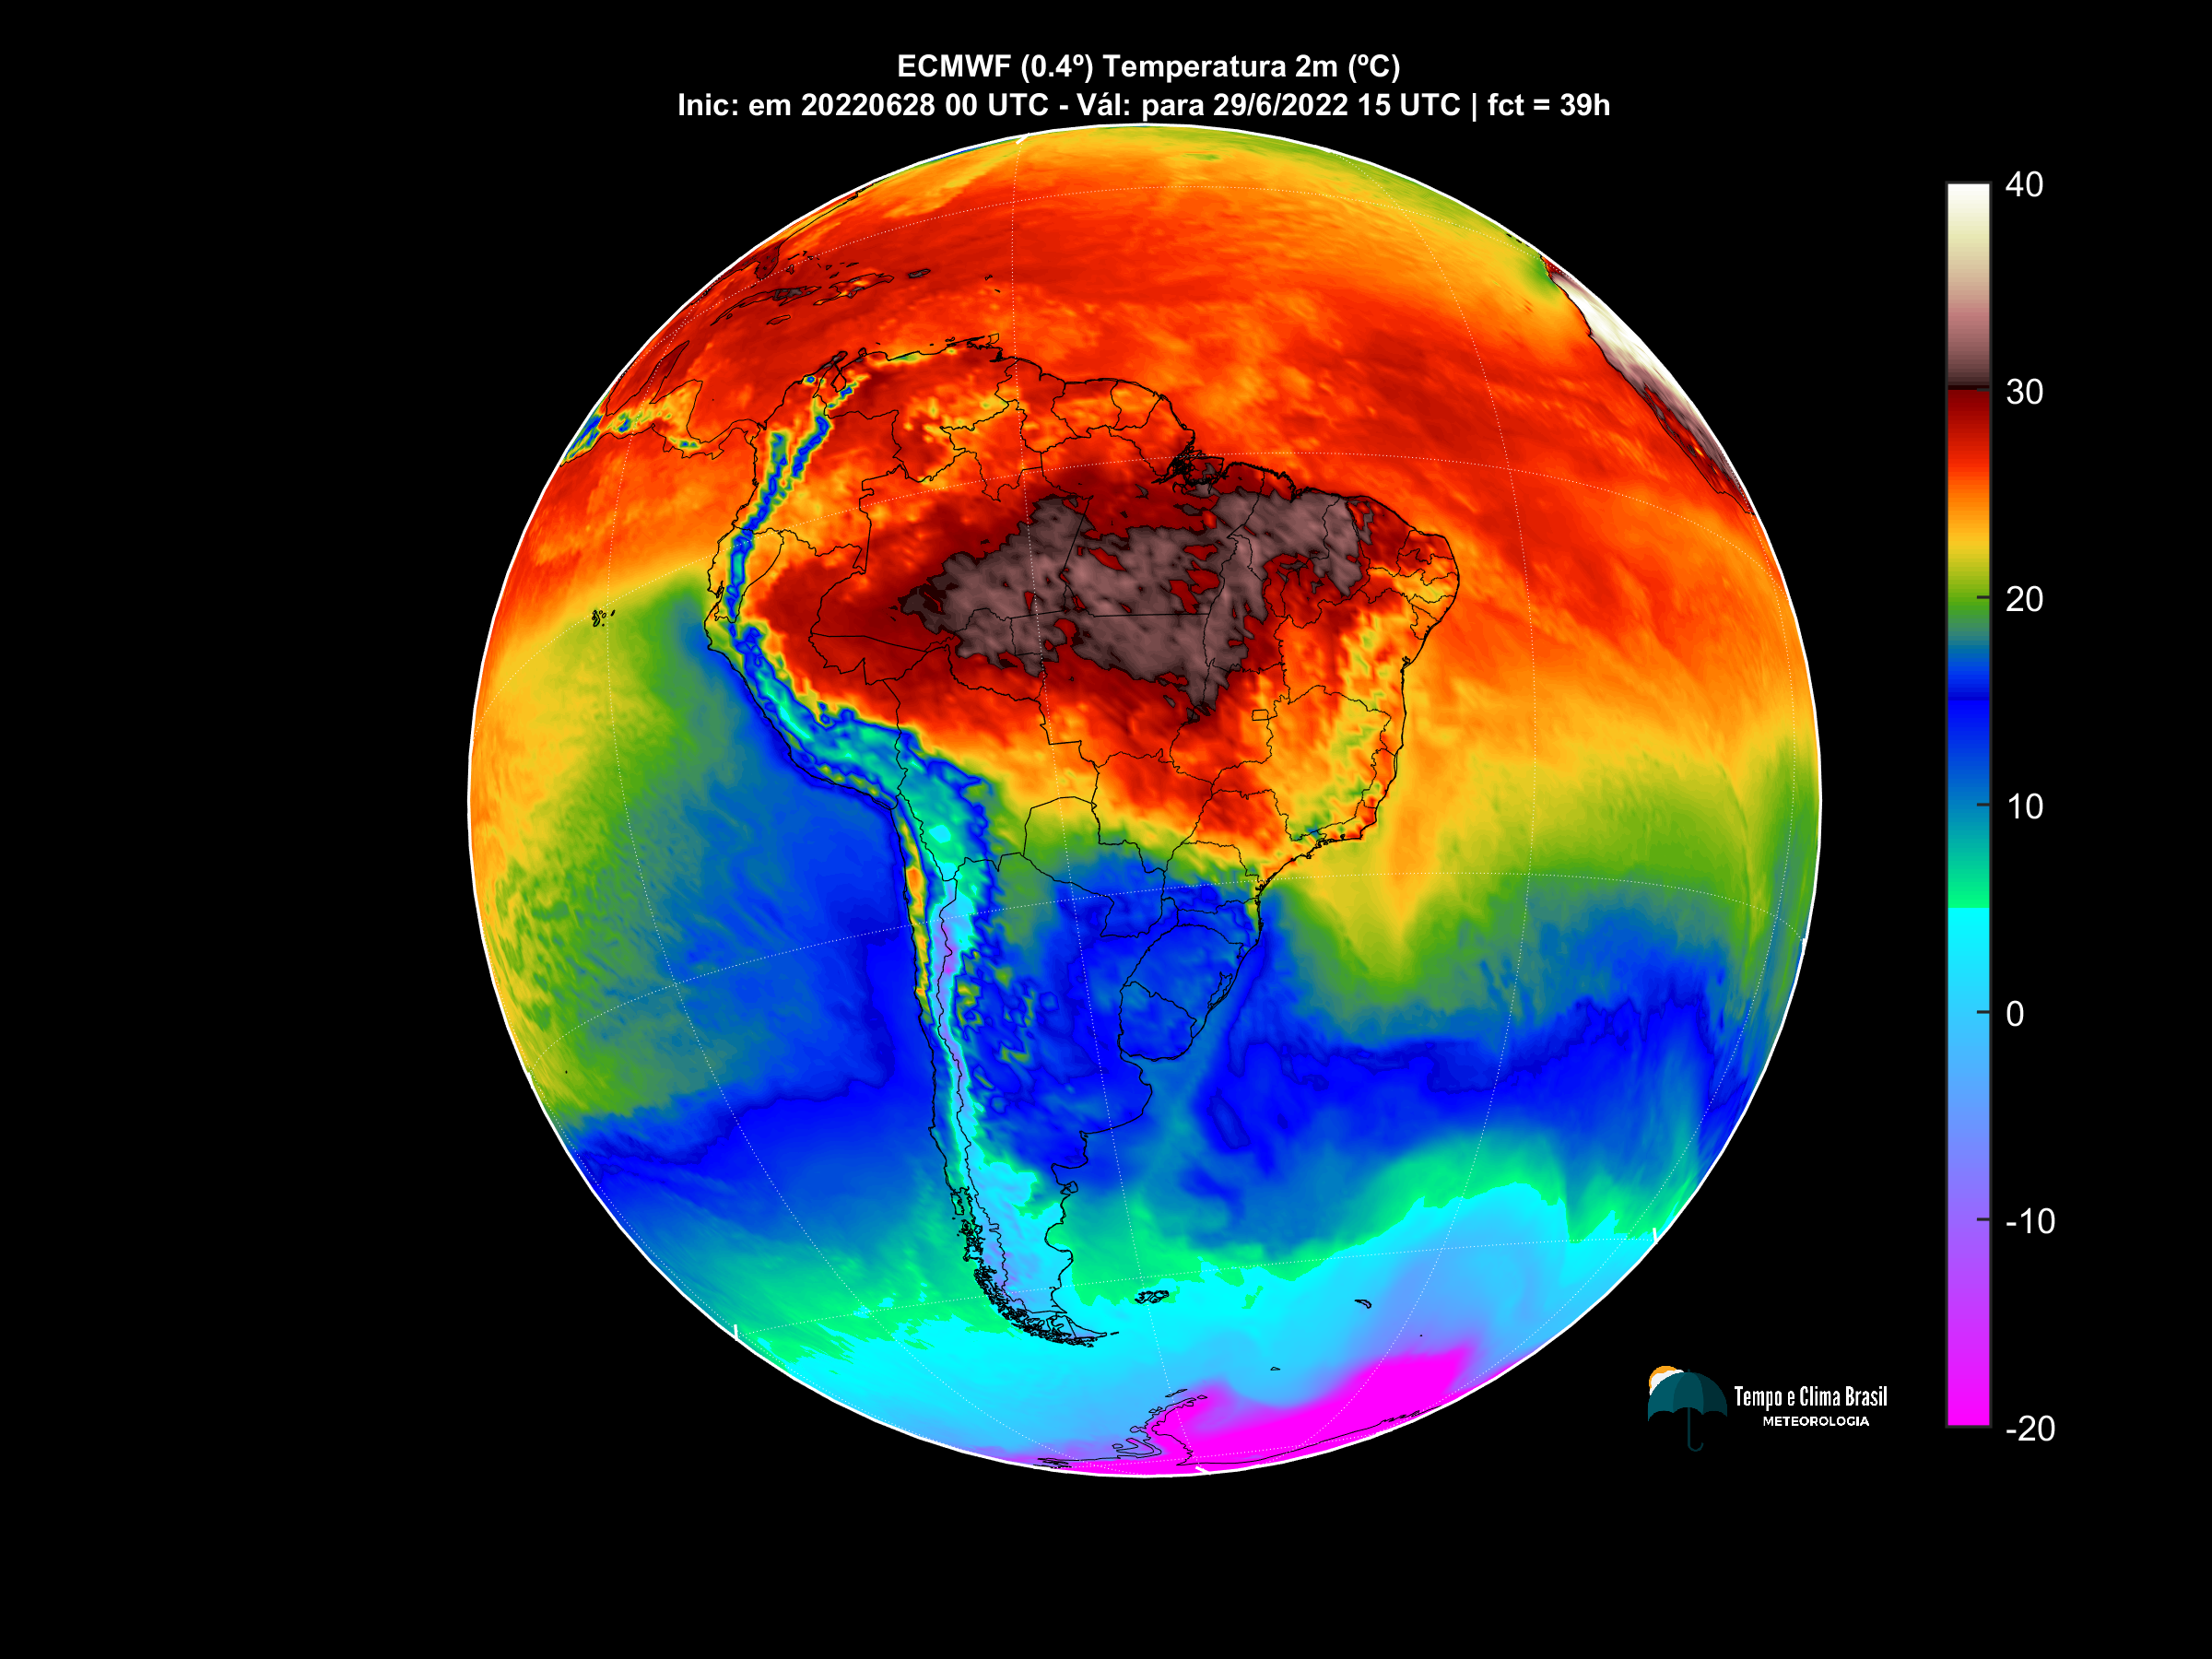 ECMWF (0.4º) Temperatura 2m (ºC)
Inic: em 20220628 00 UTC - Vál: para 29/6/2022 15 UTC | fct = 39h
40
30
20
10
0
-10
-20
Tempo e Clima Brasil
METEOROLOGIA